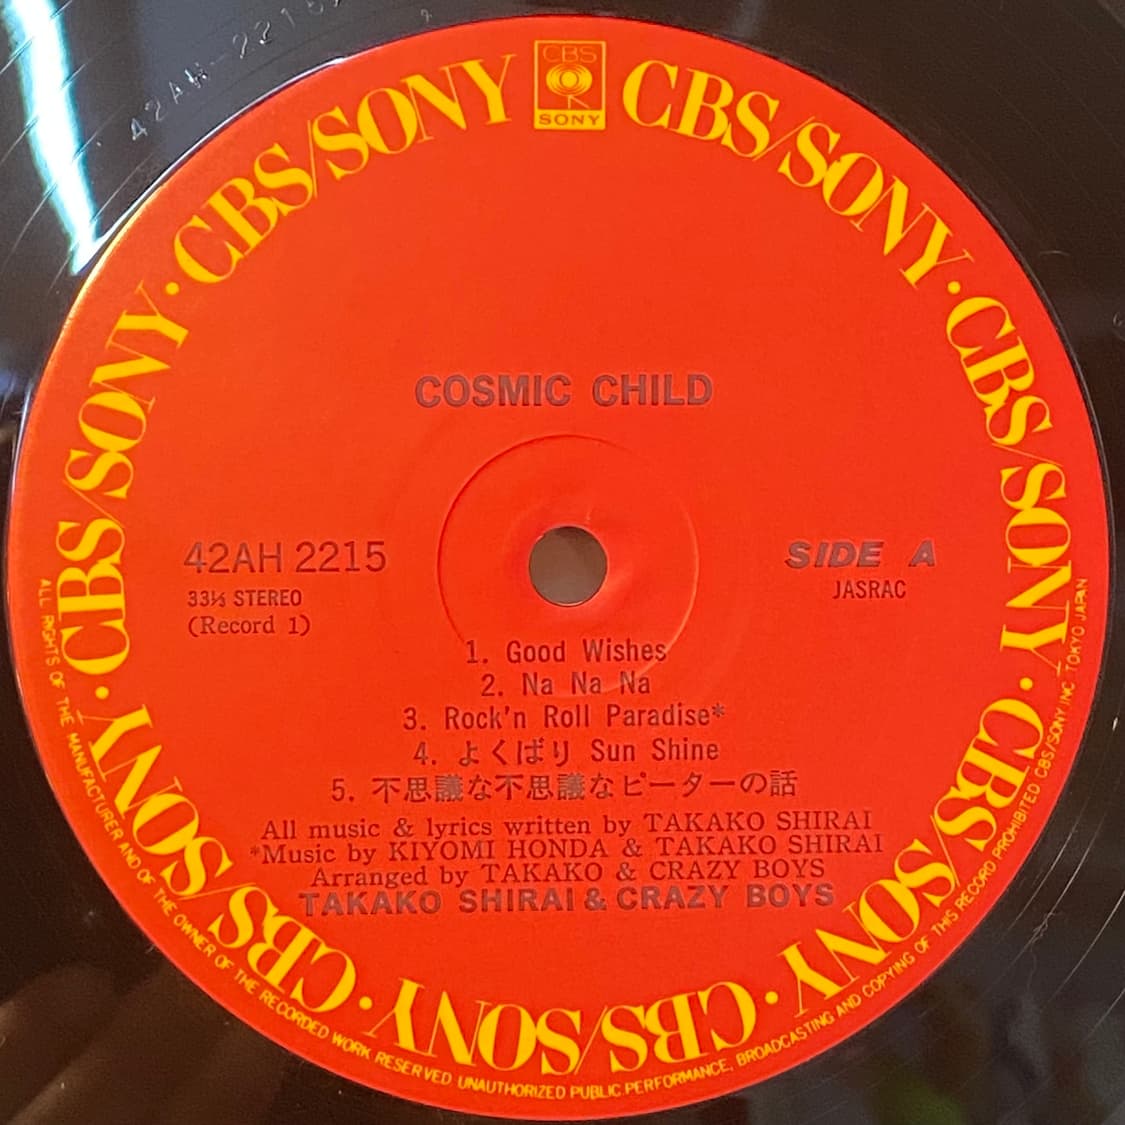 42AH-2215
CBS
SONY
CBS/SONY · CBS/SONY · CBS/SONY · CBS/SONY · CBS/SONY · CBS/SONY · CBS/SONY · CBS/SONY
COSMIC CHILD
42AH 2215
33⅓ STEREO
(Record 1)
SIDE A
JASRAC
1. Good Wishes
2. Na Na Na
3. Rock'n Roll Paradise*
4. よくばり Sun Shine
5. 不思議な不思議なピーターの話
All music & lyrics written by TAKAKO SHIRAI
*Music by KIYOMI HONDA & TAKAKO SHIRAI
Arranged by TAKAKO & CRAZY BOYS
TAKAKO SHIRAI & CRAZY BOYS
ALL RIGHTS OF THE MANUFACTURER AND OF THE OWNER OF THE RECORDED WORK RESERVED UNAUTHORIZED PUBLIC PERFORMANCE, BROADCASTING AND COPYING OF THIS RECORD PROHIBITED CBS/SONY INC TOKYO JAPAN